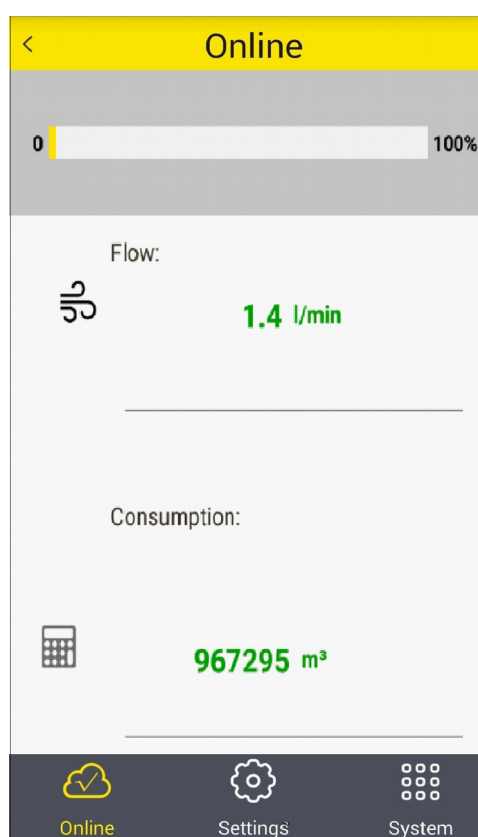 Online
0 100%
Flow:
1.4 l/min
Consumption:
967295 m³
Online Settings System